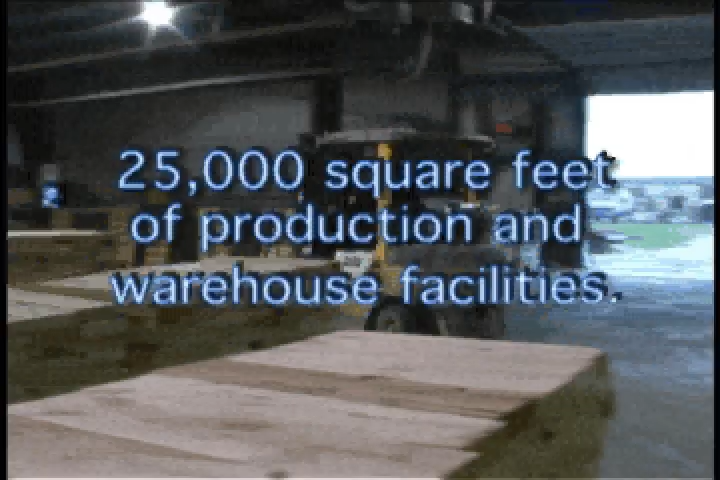 25,000 square feet
of production and
warehouse facilities.